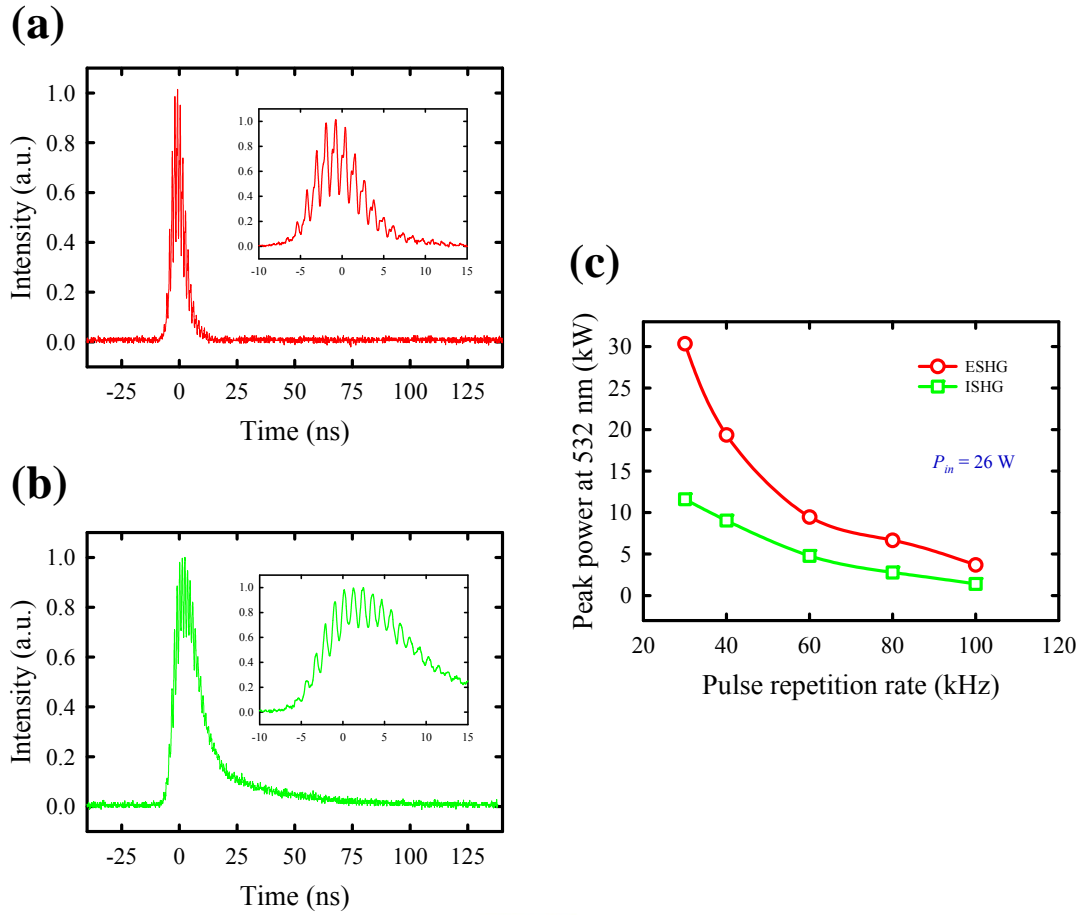 (a)
Intensity (a.u.)
1.0
0.8
0.6
0.4
0.2
0.0
-25 0 25 50 75 100 125
Time (ns)
1.0
0.8
0.6
0.4
0.2
0.0
-10 -5 0 5 10 15
(b)
Intensity (a.u.)
1.0
0.8
0.6
0.4
0.2
0.0
-25 0 25 50 75 100 125
Time (ns)
1.0
0.8
0.6
0.4
0.2
0.0
-10 -5 0 5 10 15
(c)
Peak power at 532 nm (kW)
30
25
20
15
10
5
0
20 40 60 80 100 120
Pulse repetition rate (kHz)
ESHG
ISHG
P_in = 26 W